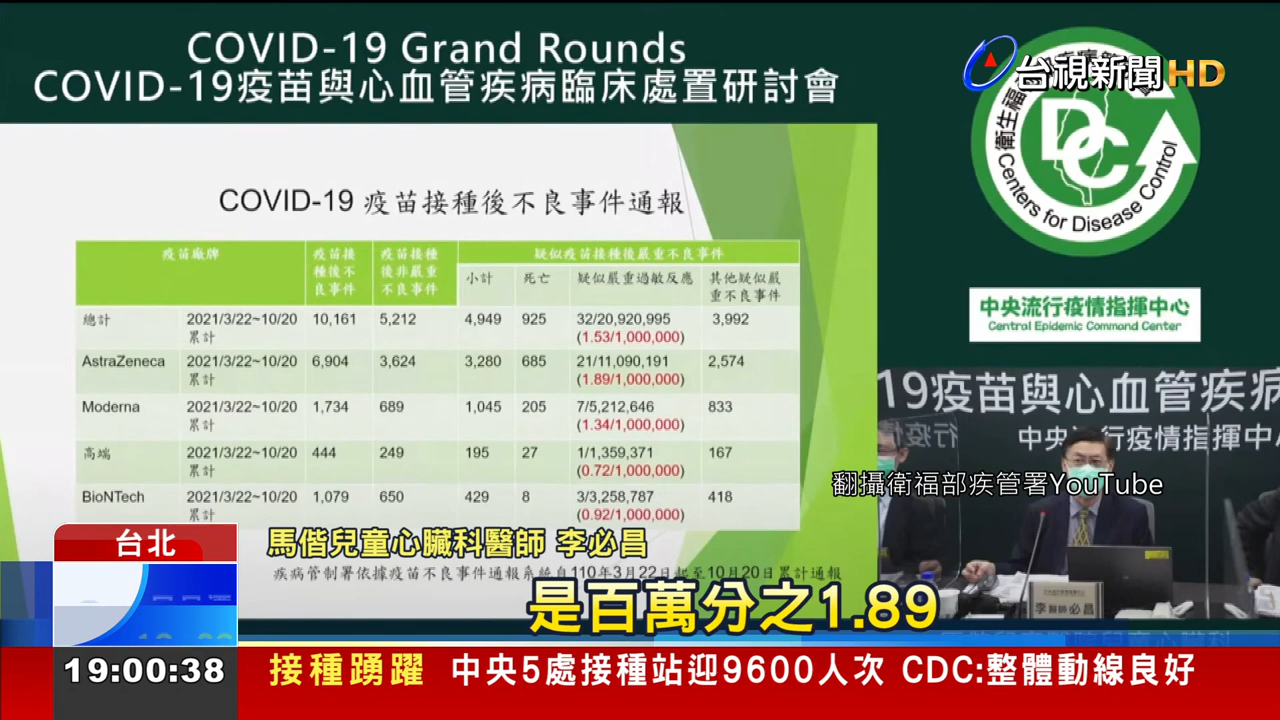 COVID-19 Grand Rounds
COVID-19疫苗與心血管疾病臨床處置研討會
台視新聞HD
衛生福
Centers for Disease Control
中央流行疫情指揮中心
Central Epidemic Command Center
COVID-19 疫苗接種後不良事件通報
疫苗廠牌 疫苗接種後不良事件 疫苗接種後非嚴重不良事件 疑似疫苗接種後嚴重不良事件
小計 死亡 疑似嚴重過敏反應 其他疑似嚴重不良事件
總計 2021/3/22~10/20 10,161 5,212 4,949 925 32/20,920,995 3,992
累計 (1.53/1,000,000)
AstraZeneca 2021/3/22~10/20 6,904 3,624 3,280 685 21/11,090,191 2,574
累計 (1.89/1,000,000)
Moderna 2021/3/22~10/20 1,734 689 1,045 205 7/5,212,646 833
累計 (1.34/1,000,000)
高端 2021/3/22~10/20 444 249 195 27 1/1,359,371 167
累計 (0.72/1,000,000)
BioNTech 2021/3/22~10/20 1,079 650 429 8 3/3,258,787 418
累計 (0.92/1,000,000)
19疫苗與心血管疾病
中央流行疫情指揮中
翻攝衛福部疾管署YouTube
李醫師必昌
台北
馬偕兒童心臟科醫師 李必昌
疾病管制署依據疫苗不良事件通報系統自110年3月22日起至10月20日累計通報
是百萬分之1.89
19:00:38
接種踴躍 中央5處接種站迎9600人次 CDC:整體動線良好